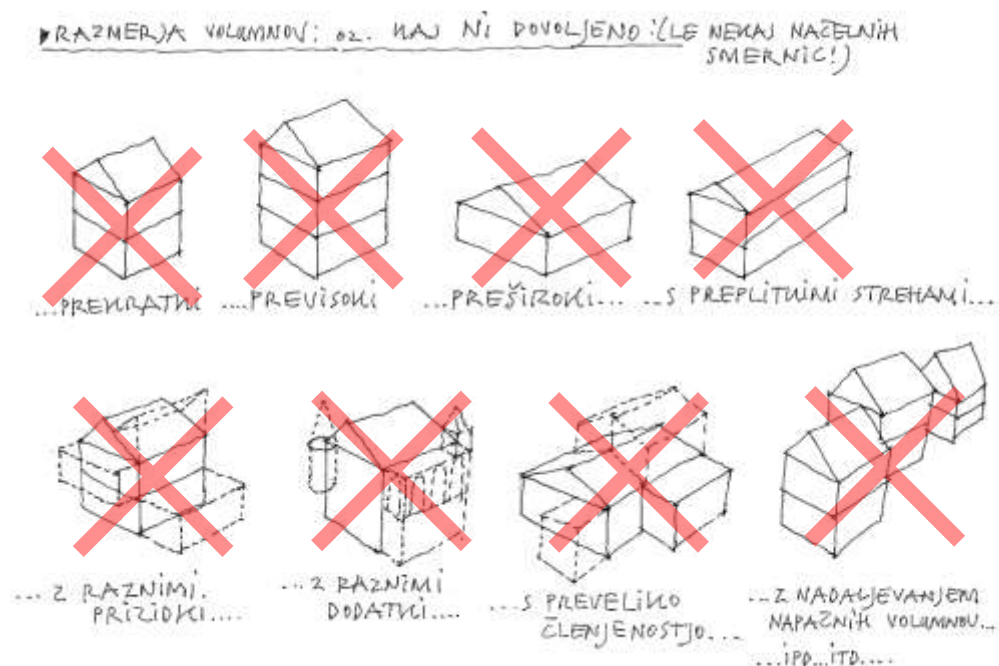 RAZMERJA VOLUMNOV: oz. KAJ NI DOVOLJENO: (LE NEKAJ NAČELNIH
SMERNIC!)
...PREKRATKI
....PREVISOKI
...PREŠIROKI...
...S PREPLITKIMI STREHAMI...
...Z RAZNIMI
PRIZIDKI....
...Z RAZNIMI
DODATKI....
...S PREVELIKO
ČLENJENOSTJO...
...Z NADALJEVANJEM
NAPAČNIH VOLUMNOV...
...IPD...ITD....